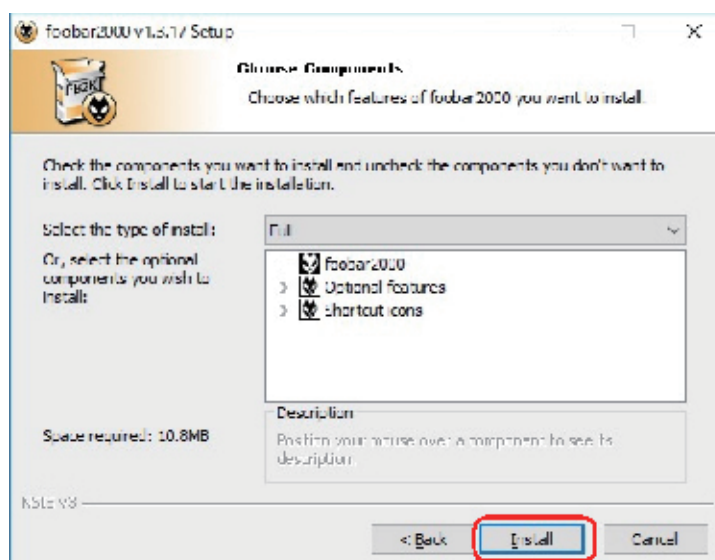 foobar2000 v1.3.17 Setup
Choose Components
Choose which features of foobar2000 you want to install.
Check the components you want to install and uncheck the components you don't want to
install. Click Install to start the installation.
Select the type of install:
Full
Or, select the optional
components you wish to
install:
foobar2000
Optional features
Shortcut icons
Space required: 10.8MB
Description
Position your mouse over a component to see its
description.
< Back
Install
Cancel